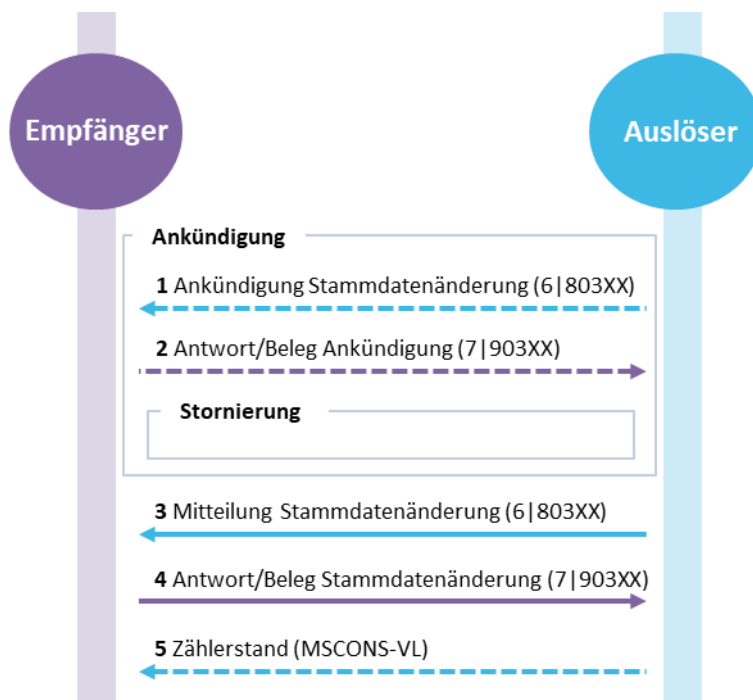 Empfänger
Auslöser
Ankündigung
1 Ankündigung Stammdatenänderung (6|803XX)
2 Antwort/Beleg Ankündigung (7|903XX)
Stornierung
3 Mitteilung Stammdatenänderung (6|803XX)
4 Antwort/Beleg Stammdatenänderung (7|903XX)
5 Zählerstand (MSCONS-VL)